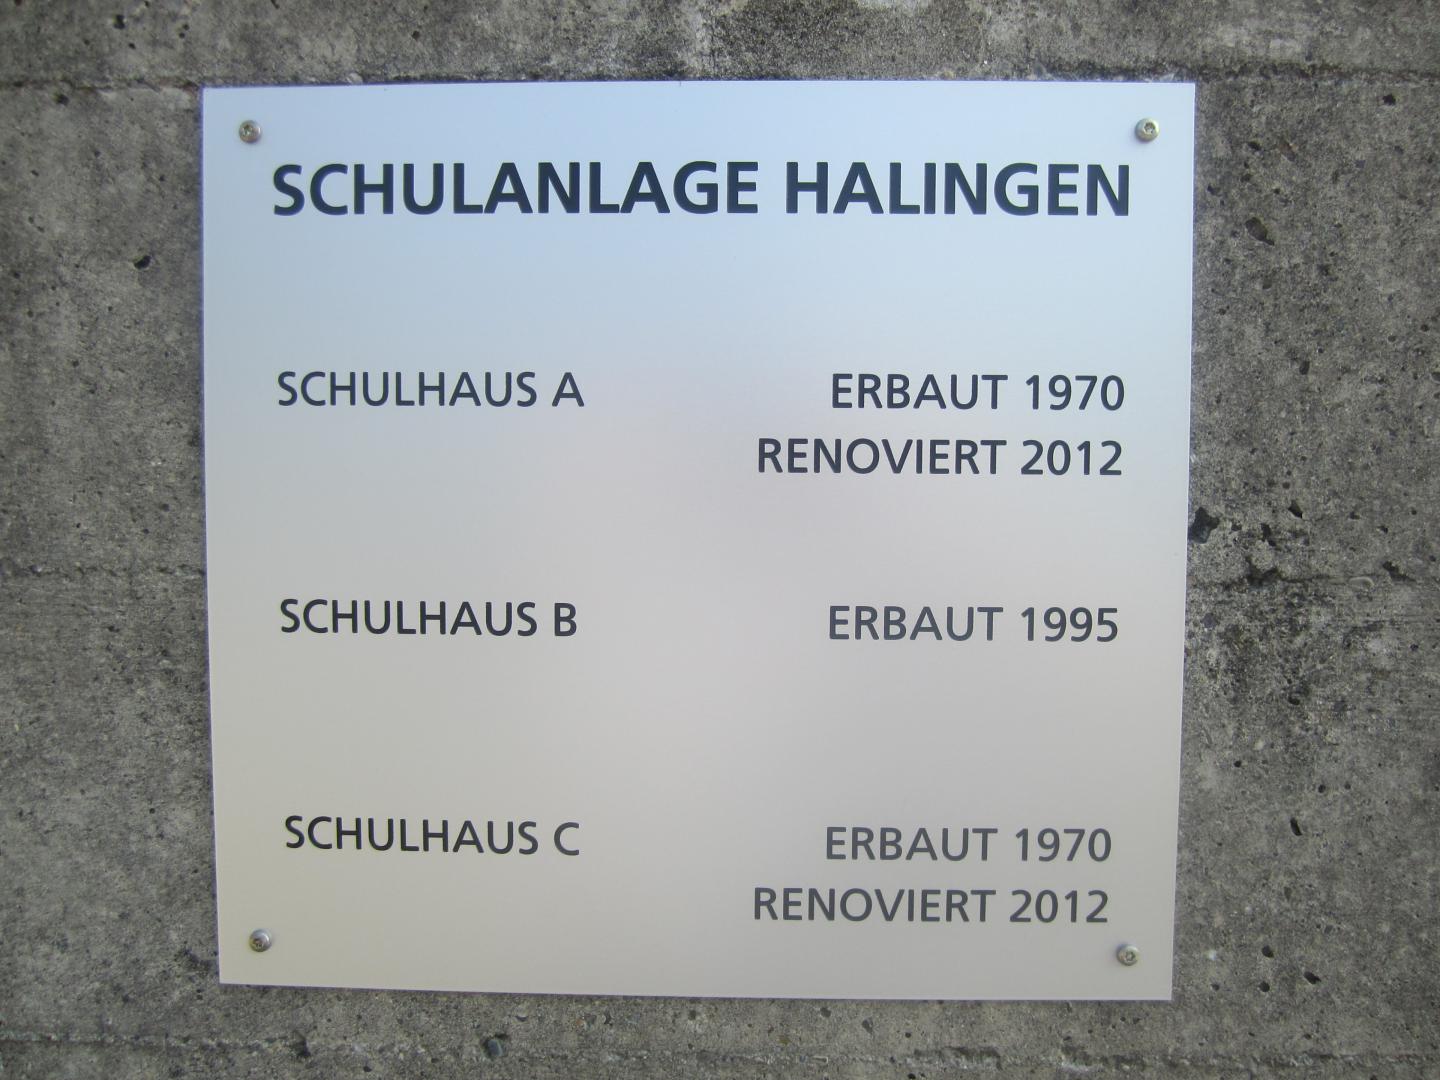 SCHULANLAGE HALINGEN
SCHULHAUS A ERBAUT 1970
RENOVIERT 2012
SCHULHAUS B ERBAUT 1995
SCHULHAUS C ERBAUT 1970
RENOVIERT 2012